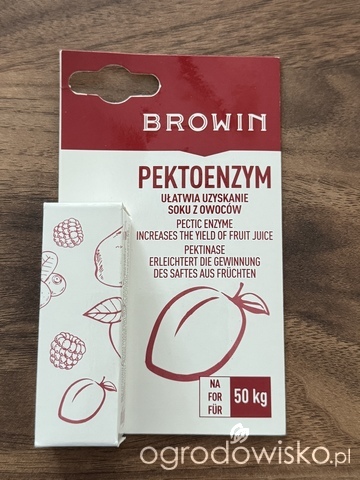 BROWIN
PEKTOENZYM
UŁATWIA UZYSKANIE
SOKU Z OWOCÓW
PECTIC ENZYME
INCREASES THE YIELD OF FRUIT JUICE
PEKTINASE
ERLEICHTERT DIE GEWINNUNG
DES SAFTES AUS FRÜCHTEN
NA
FOR
FÜR
50 kg
ogrodowisko.pl